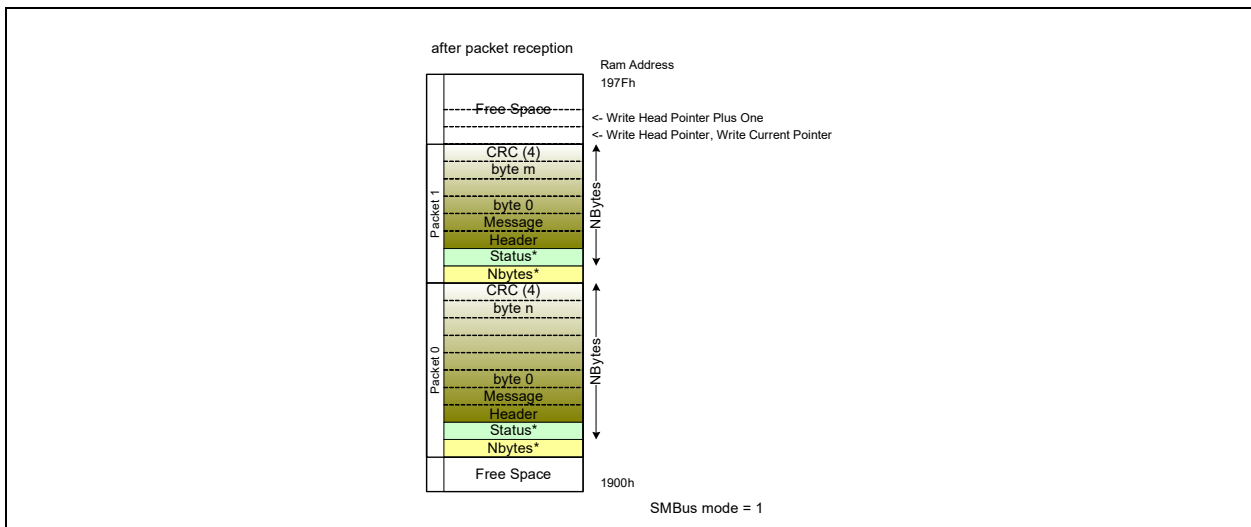 after packet reception
Ram Address
197Fh
Free Space
<- Write Head Pointer Plus One
<- Write Head Pointer, Write Current Pointer
Packet 1
CRC (4)
byte m
byte 0
Message
Header
Status*
Nbytes*
NBytes
Packet 0
CRC (4)
byte n
byte 0
Message
Header
Status*
Nbytes*
NBytes
Free Space
1900h
SMBus mode = 1